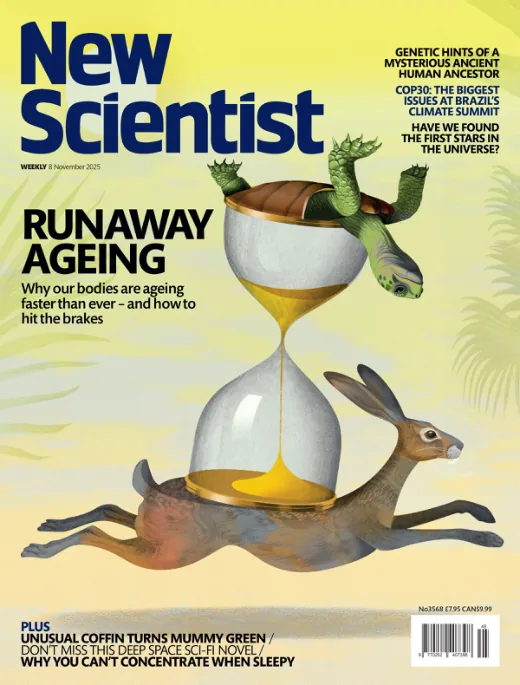 New
Scientist
WEEKLY 8 November 2025
GENETIC HINTS OF A
MYSTERIOUS ANCIENT
HUMAN ANCESTOR
COP30: THE BIGGEST
ISSUES AT BRAZIL'S
CLIMATE SUMMIT
HAVE WE FOUND
THE FIRST STARS IN
THE UNIVERSE?
RUNAWAY
AGEING
Why our bodies are ageing
faster than ever – and how to
hit the brakes
PLUS
UNUSUAL COFFIN TURNS MUMMY GREEN /
DON'T MISS THIS DEEP SPACE SCI-FI NOVEL /
WHY YOU CAN'T CONCENTRATE WHEN SLEEPY
No3568 £7.95 CAN$9.99